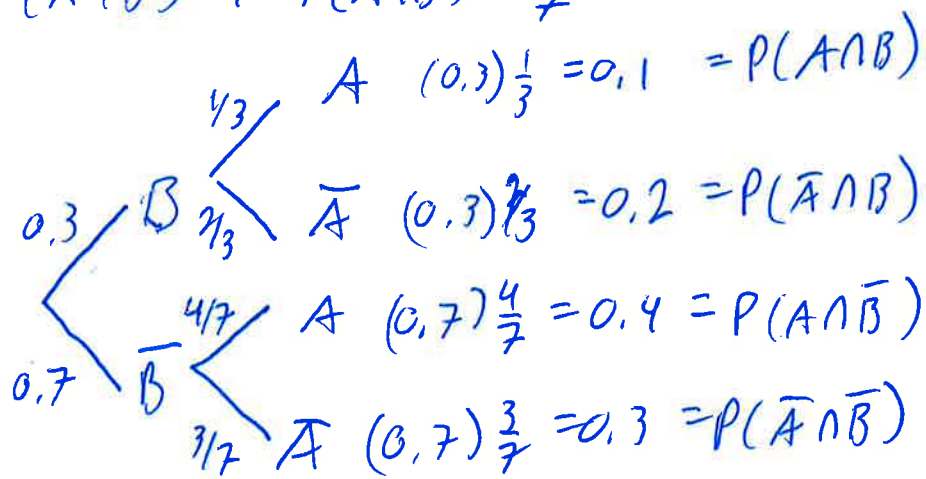 A (0,3) 1/3 = 0,1 = P(A∩B)
1/3
0,3 B 2/3 A̅ (0,3) 2/3 = 0,2 = P(A̅∩B)
4/7 A (0,7) 4/7 = 0,4 = P(A∩B̅)
0,7 B̅
3/7 A̅ (0,7) 3/7 = 0,3 = P(A̅∩B̅)